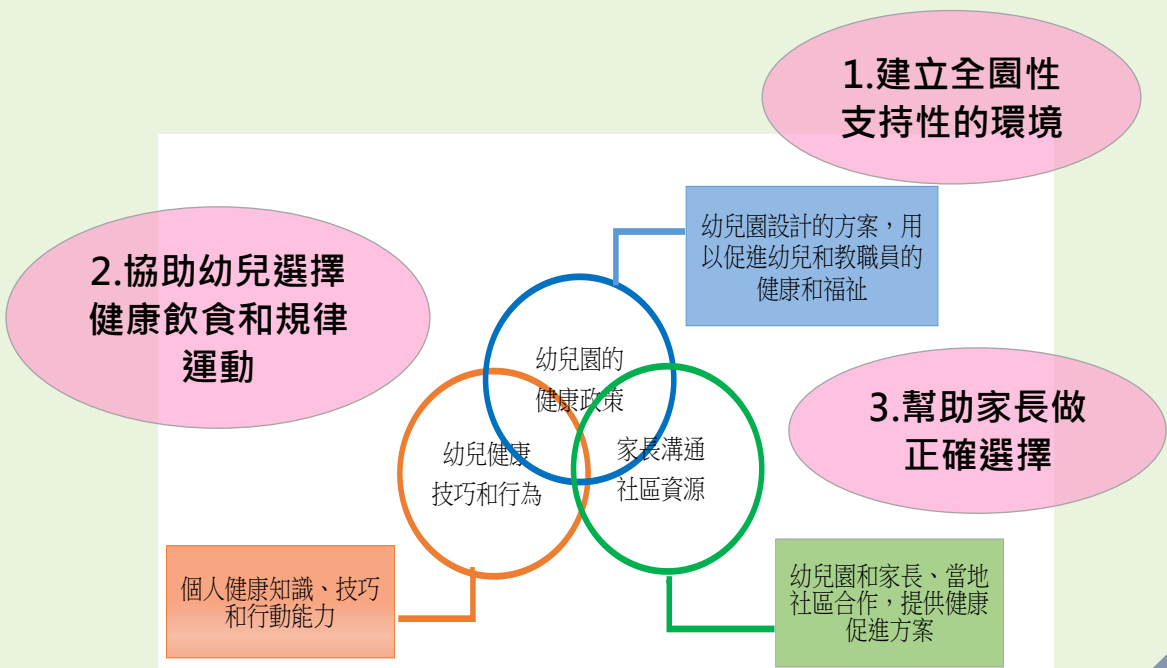 1.建立全園性
支持性的環境
幼兒園設計的方案，用
以促進幼兒和教職員的
健康和福祉
2.協助幼兒選擇
健康飲食和規律
運動
幼兒園的
健康政策
幼兒健康
技巧和行為
家長溝通
社區資源
3.幫助家長做
正確選擇
個人健康知識、技巧
和行動能力
幼兒園和家長、當地
社區合作，提供健康
促進方案